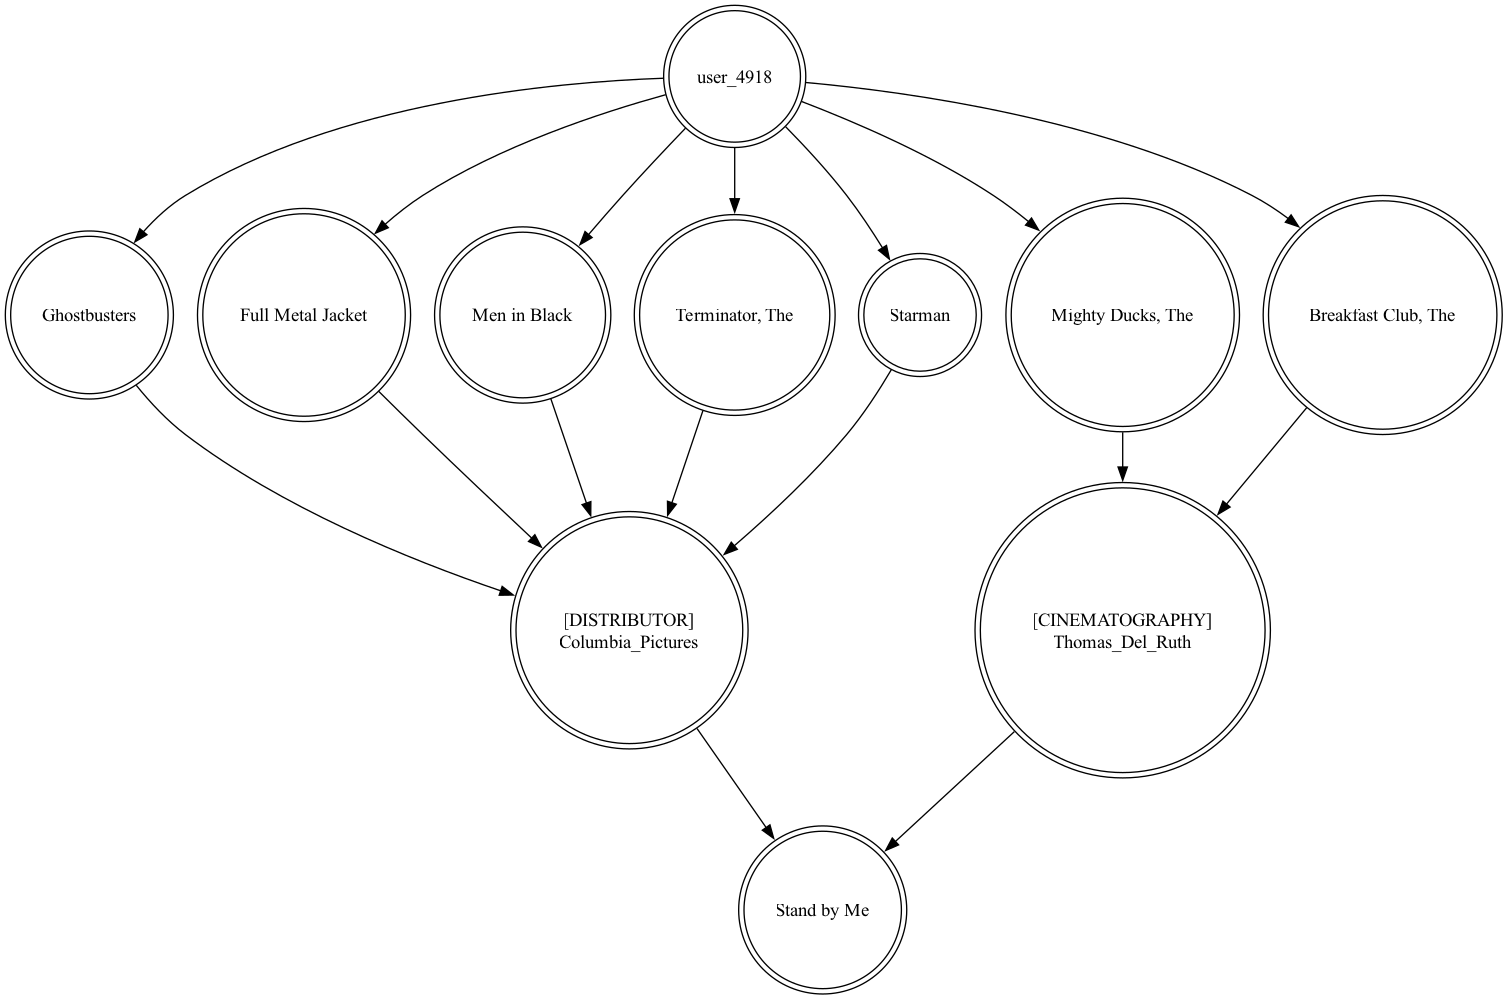 user_4918
Ghostbusters
Full Metal Jacket
Men in Black
Terminator, The
Starman
Mighty Ducks, The
Breakfast Club, The
[DISTRIBUTOR]
Columbia_Pictures
[CINEMATOGRAPHY]
Thomas_Del_Ruth
Stand by Me